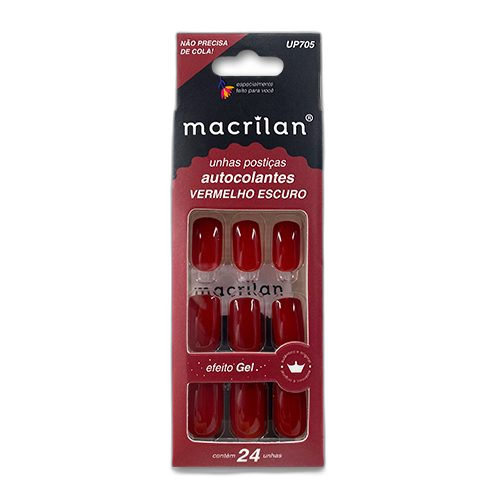 NÃO PRECISA
DE COLA!
UP705
especialmente
feito para você
macrilan®
unhas postiças
autocolantes
VERMELHO ESCURO
macrilan
efeito Gel
contém 24 unhas